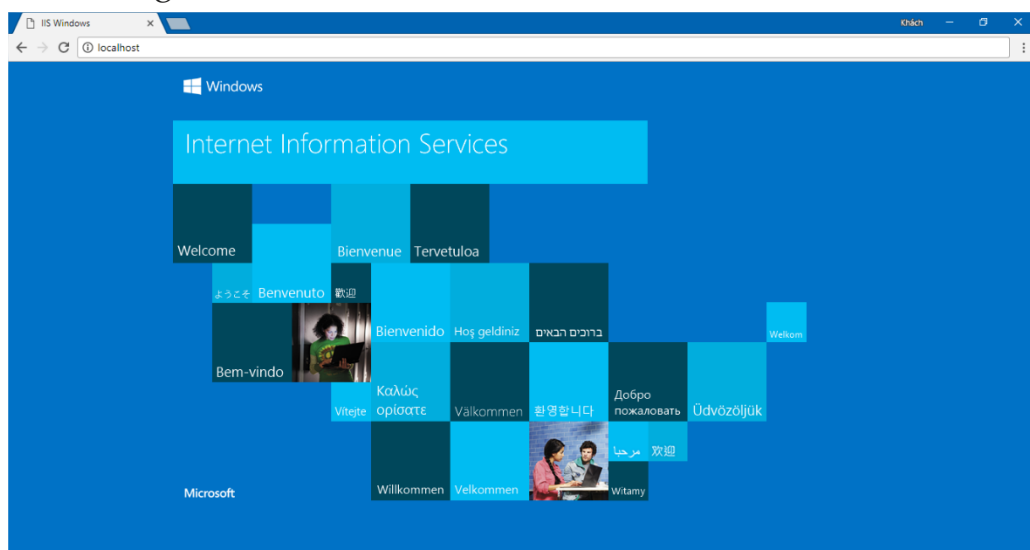 IIS Windows
Khách
localhost
Windows
Internet Information Services
Welcome
Bienvenue
Tervetuloa
ようこそ
Benvenuto
歡迎
Bienvenido
Hoş geldiniz
ברוכים הבאים
Welkom
Bem-vindo
Vítejte
Καλώς
ορίσατε
Välkommen
환영합니다
Добро
пожаловать
Üdvözöljük
مرحبا
欢迎
Microsoft
Willkommen
Velkommen
Witamy